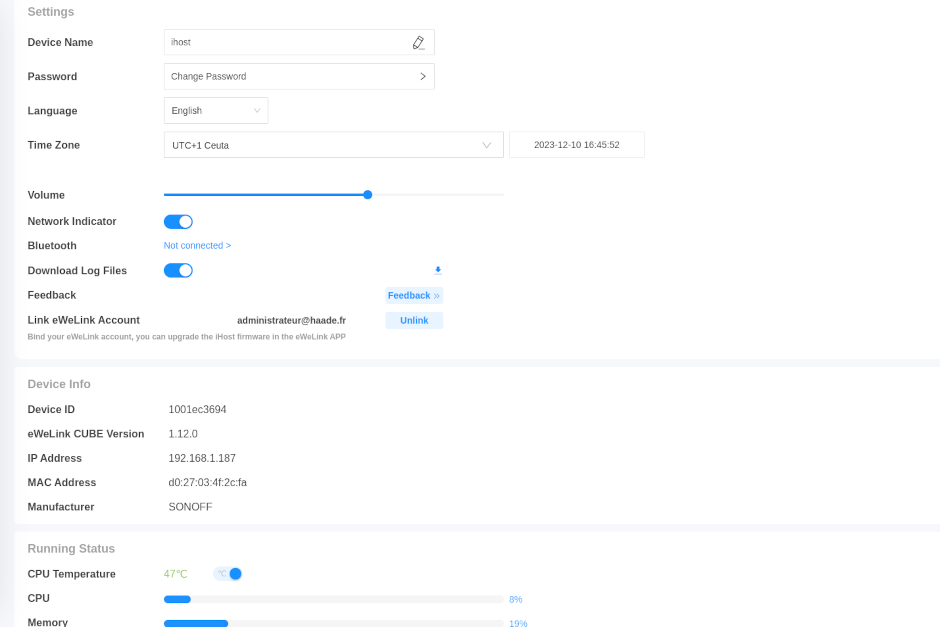 Settings
Device Name ihost
Password Change Password
Language English
Time Zone UTC+1 Ceuta 2023-12-10 16:45:52
Volume
Network Indicator
Bluetooth Not connected >
Download Log Files
Feedback Feedback »
Link eWeLink Account administrateur@haade.fr Unlink
Bind your eWeLink account, you can upgrade the iHost firmware in the eWeLink APP
Device Info
Device ID 1001ec3694
eWeLink CUBE Version 1.12.0
IP Address 192.168.1.187
MAC Address d0:27:03:4f:2c:fa
Manufacturer SONOFF
Running Status
CPU Temperature 47℃ ℃
CPU 8%
Memory 19%